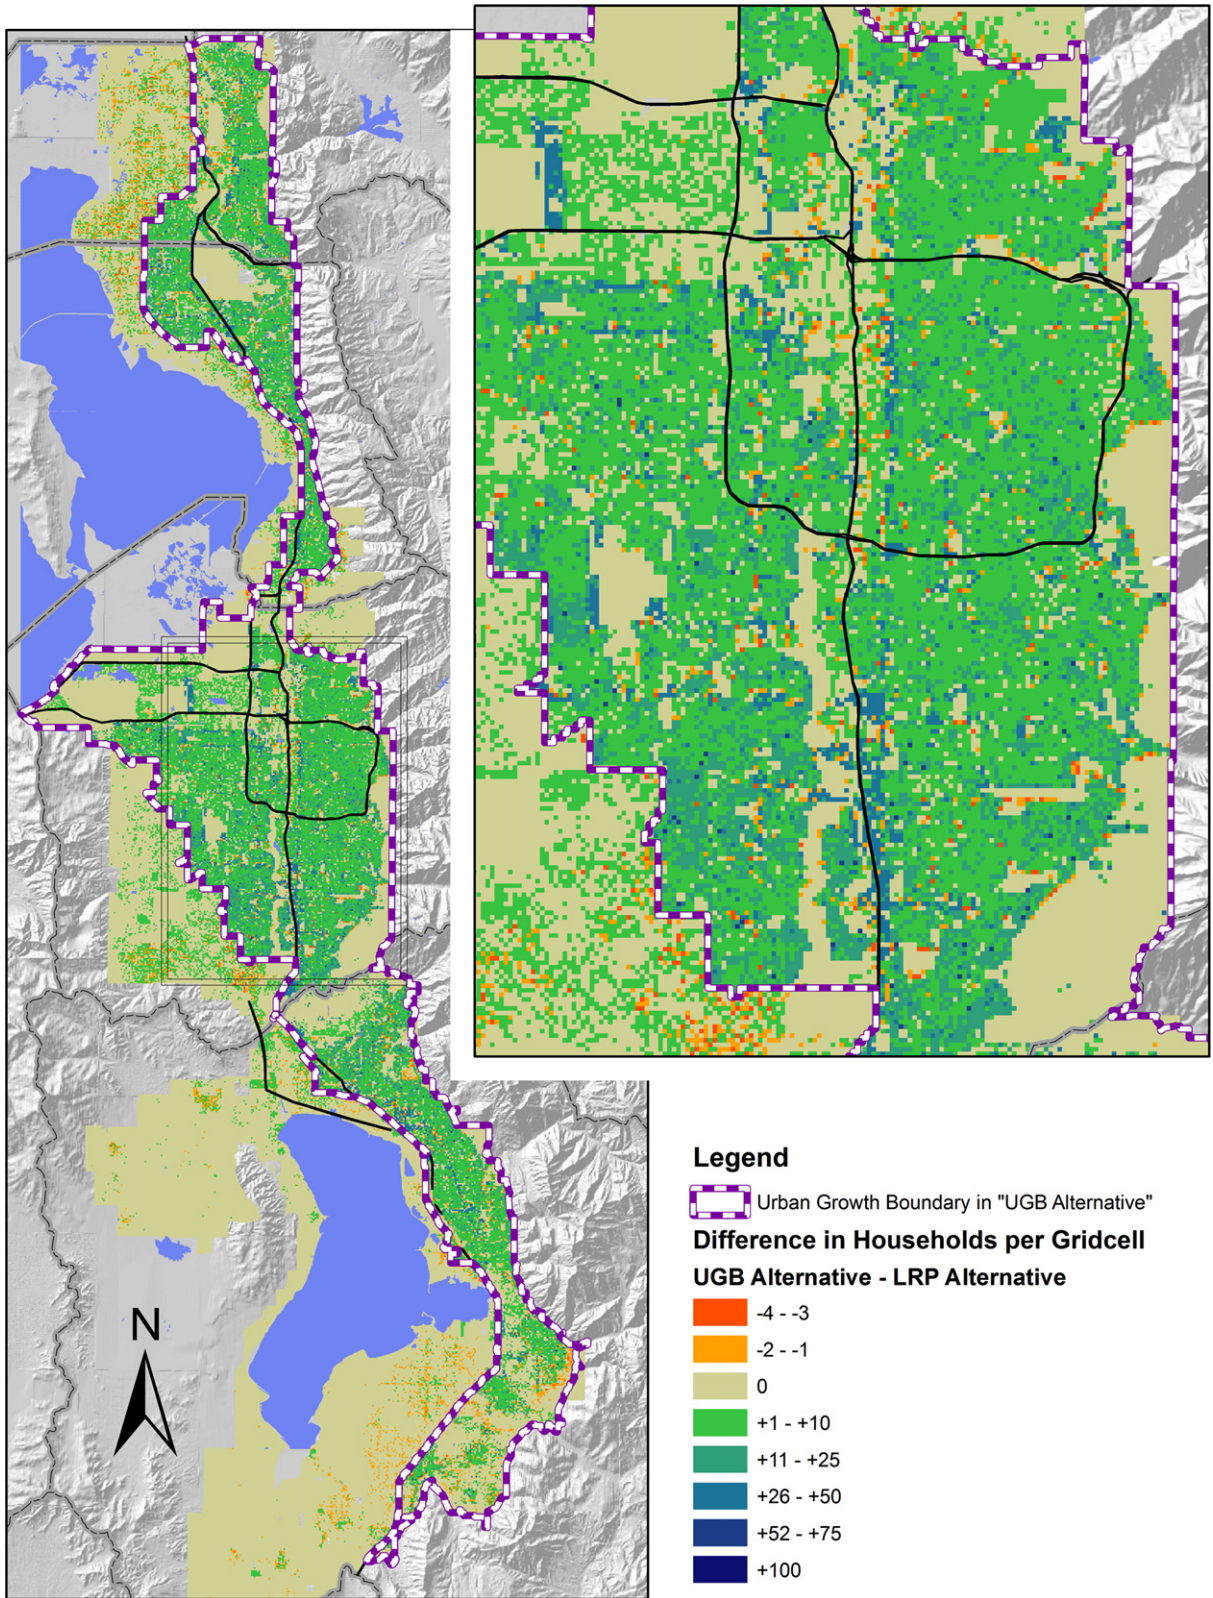 N
Legend
Urban Growth Boundary in "UGB Alternative"
Difference in Households per Gridcell
UGB Alternative - LRP Alternative
-4 - -3
-2 - -1
0
+1 - +10
+11 - +25
+26 - +50
+52 - +75
+100